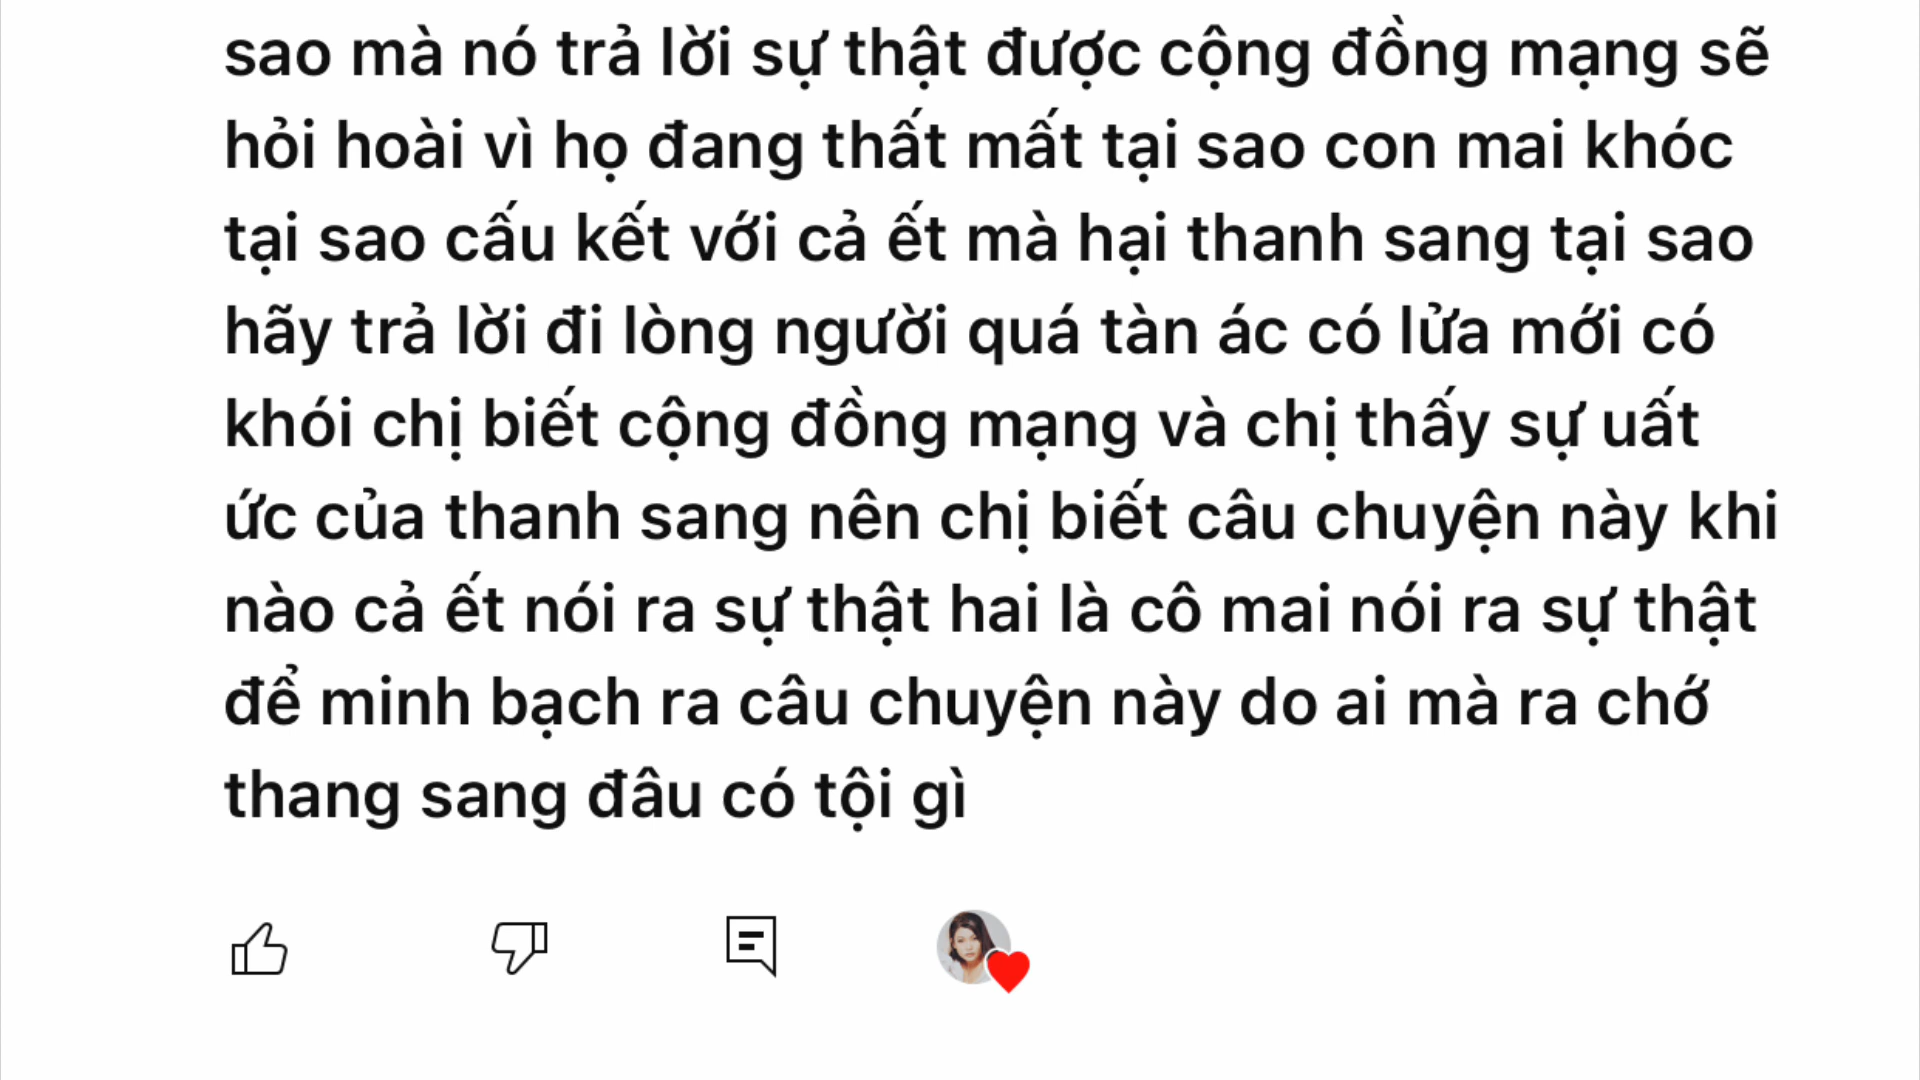 sao mà nó trả lời sự thật được cộng đồng mạng sẽ
hỏi hoài vì họ đang thất mất tại sao con mai khóc
tại sao cấu kết với cả ết mà hại thanh sang tại sao
hãy trả lời đi lòng người quá tàn ác có lửa mới có
khói chị biết cộng đồng mạng và chị thấy sự uất
ức của thanh sang nên chị biết câu chuyện này khi
nào cả ết nói ra sự thật hai là cô mai nói ra sự thật
để minh bạch ra câu chuyện này do ai mà ra chớ
thang sang đâu có tội gì